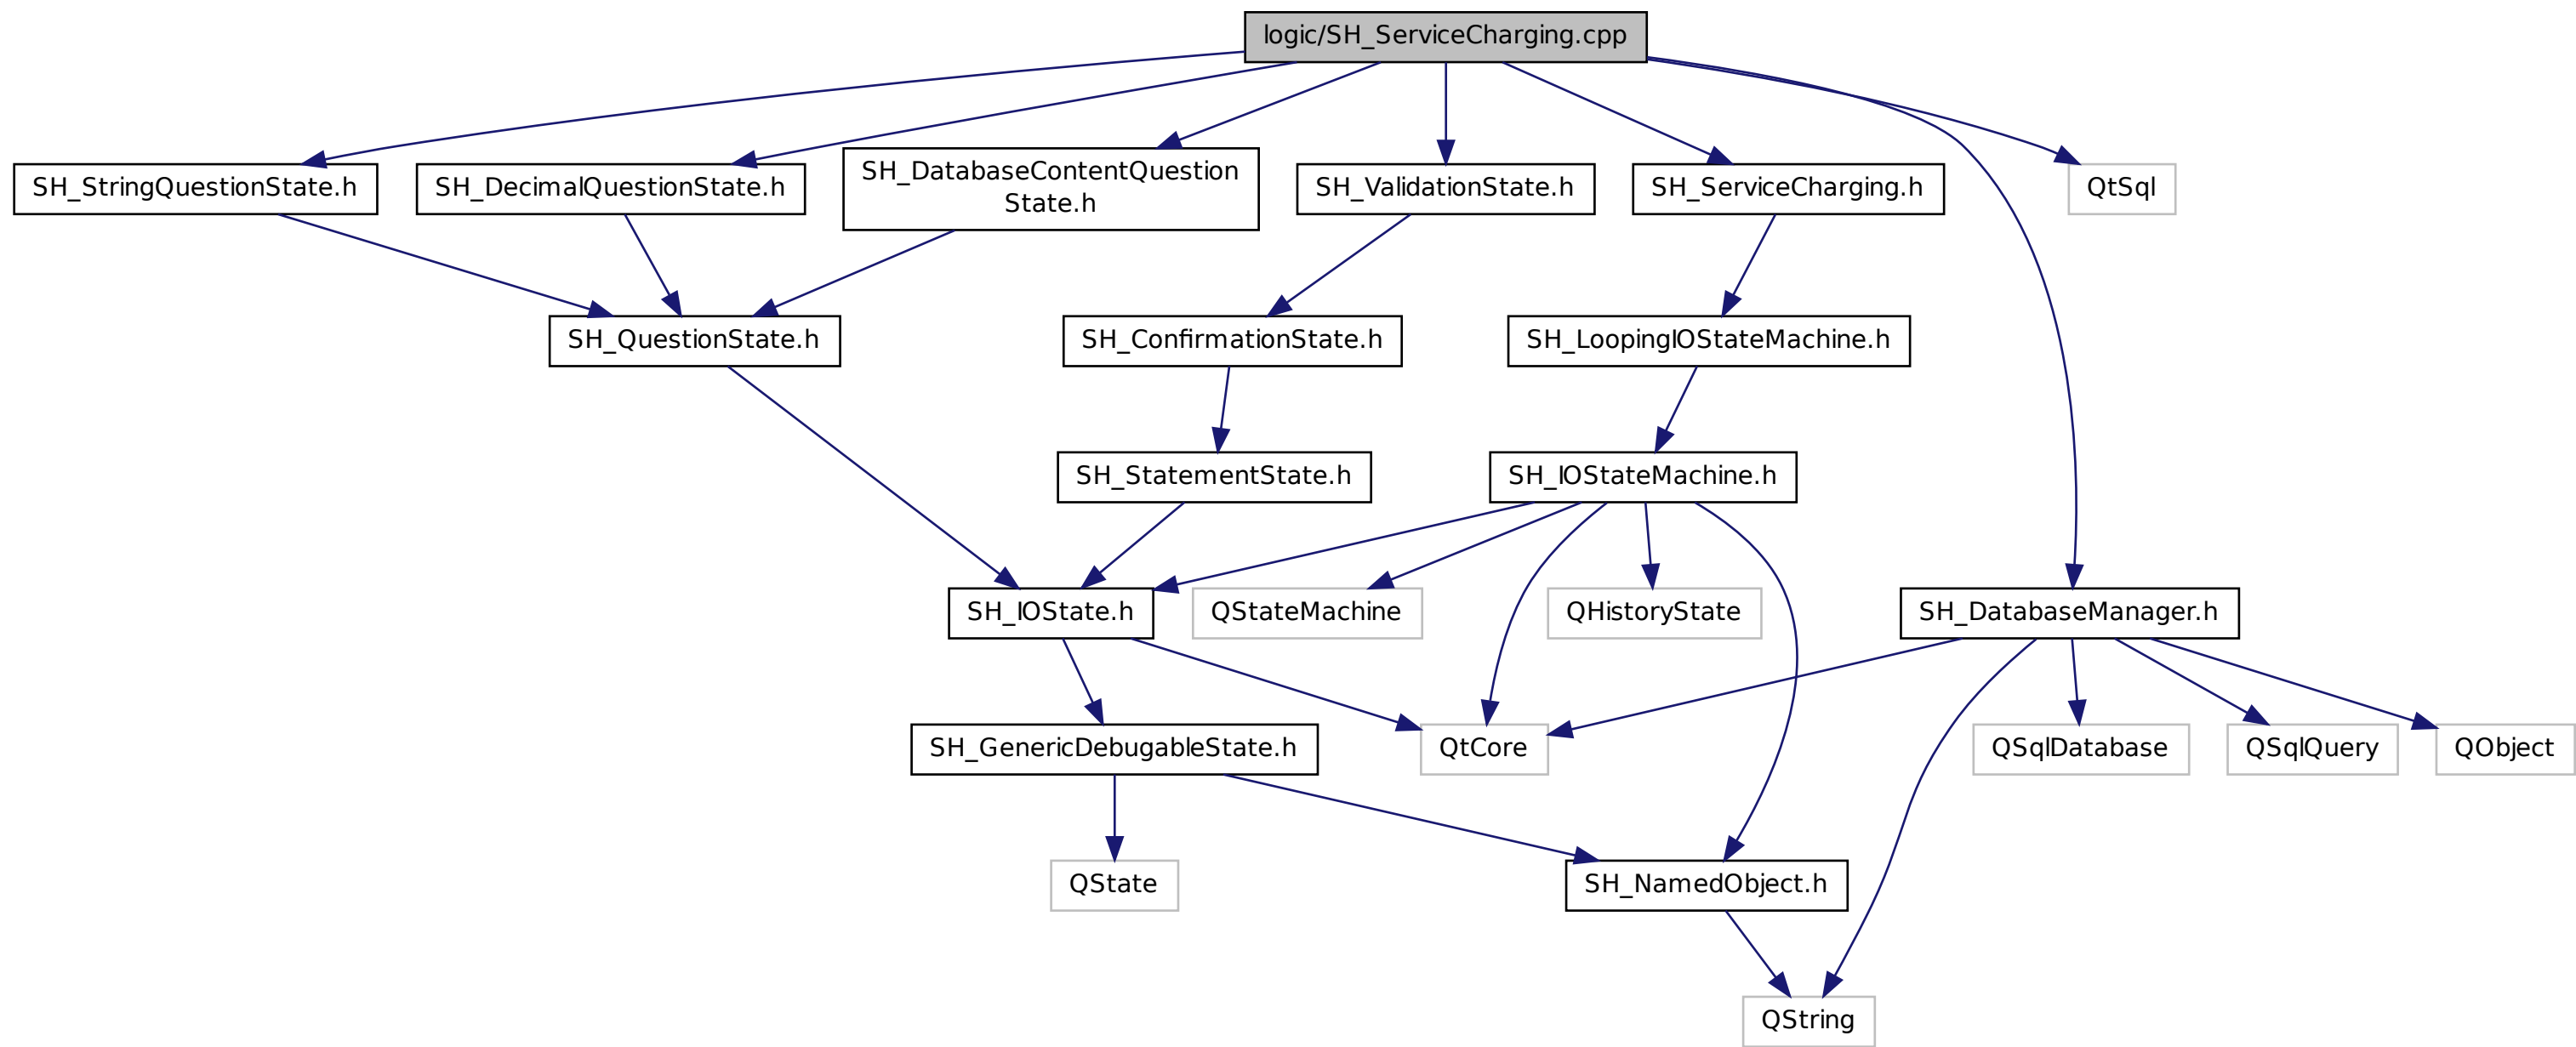 logic/SH_ServiceCharging.cpp
SH_StringQuestionState.h
SH_DecimalQuestionState.h
SH_DatabaseContentQuestion
State.h
SH_ValidationState.h
SH_ServiceCharging.h
QtSql
SH_QuestionState.h
SH_ConfirmationState.h
SH_LoopingIOStateMachine.h
SH_StatementState.h
SH_IOStateMachine.h
SH_IOState.h
QStateMachine
QHistoryState
SH_DatabaseManager.h
SH_GenericDebugableState.h
QtCore
QSqlDatabase
QSqlQuery
QObject
QState
SH_NamedObject.h
QString